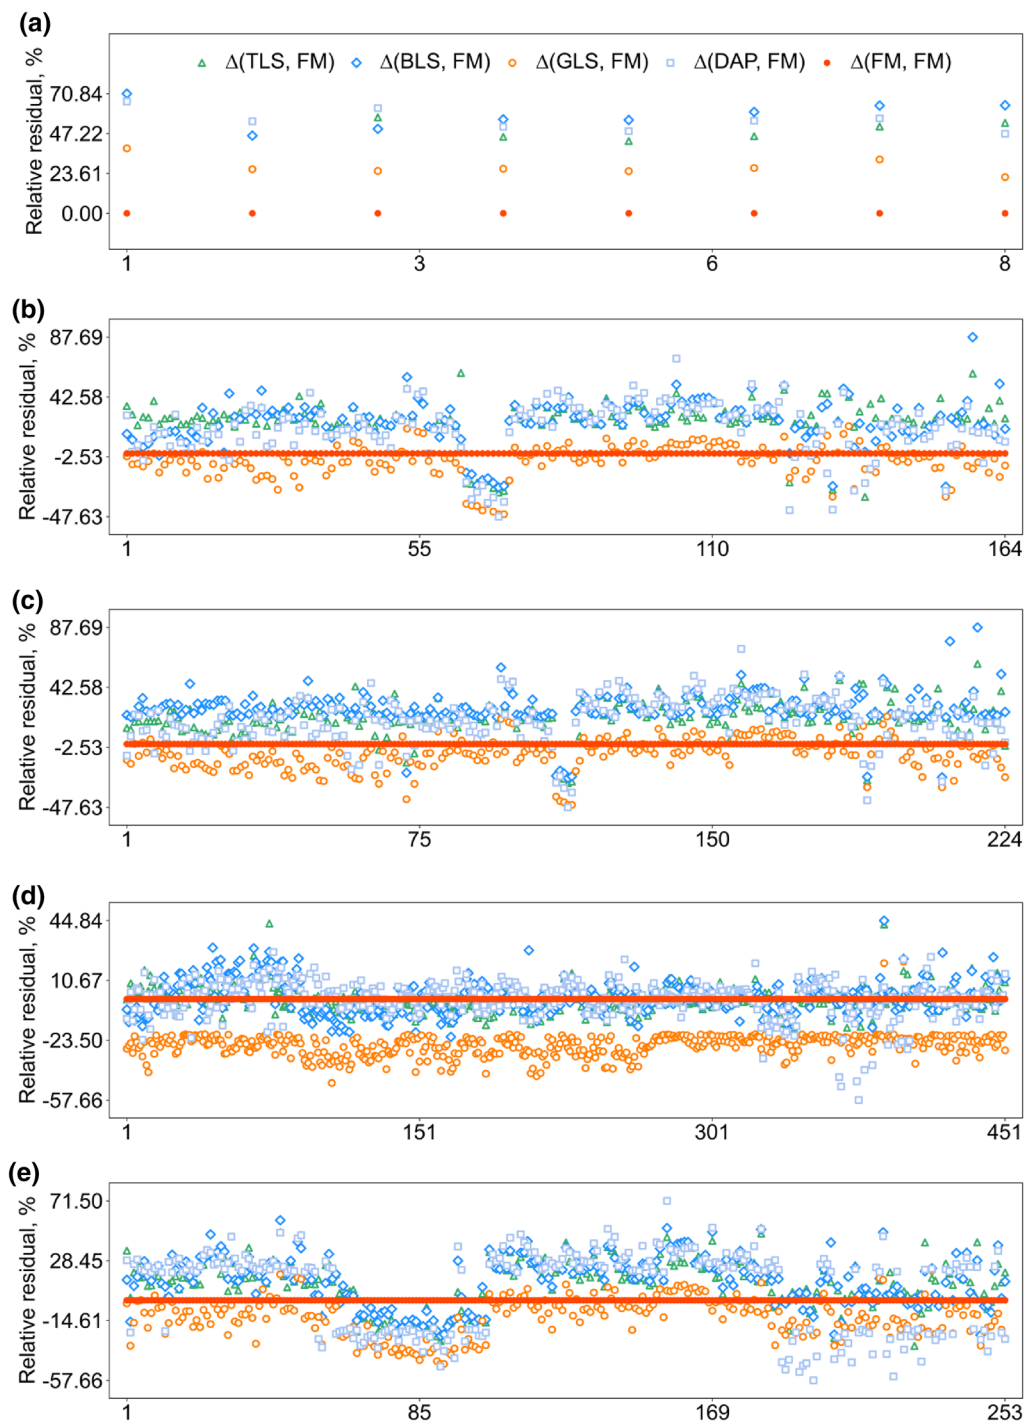 (a)
Relative residual, %
Δ(TLS, FM) Δ(BLS, FM) Δ(GLS, FM) Δ(DAP, FM) Δ(FM, FM)
70.84
47.22
23.61
0.00
1 3 6 8
(b)
Relative residual, %
87.69
42.58
-2.53
-47.63
1 55 110 164
(c)
Relative residual, %
87.69
42.58
-2.53
-47.63
1 75 150 224
(d)
Relative residual, %
44.84
10.67
-23.50
-57.66
1 151 301 451
(e)
Relative residual, %
71.50
28.45
-14.61
-57.66
1 85 169 253